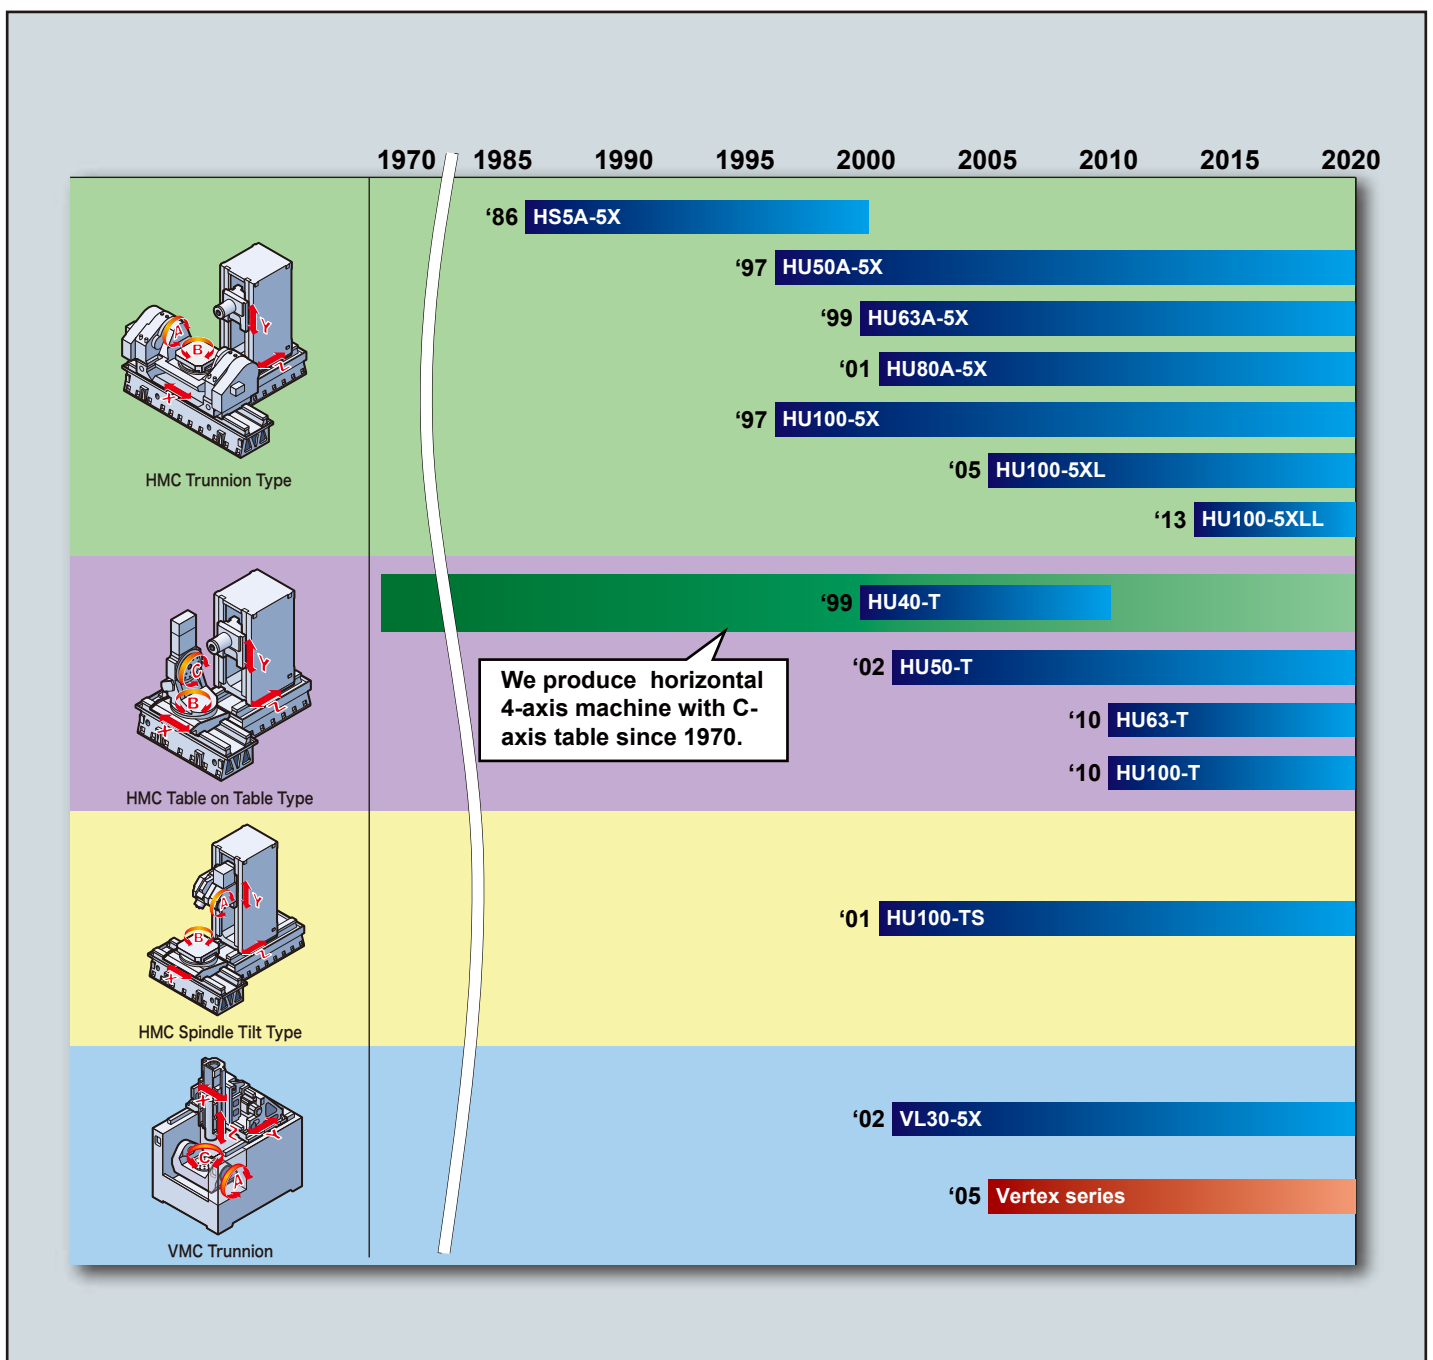 1970 1985 1990 1995 2000 2005 2010 2015 2020
‘86 HS5A-5X
‘97 HU50A-5X
‘99 HU63A-5X
‘01 HU80A-5X
‘97 HU100-5X
‘05 HU100-5XL
‘13 HU100-5XLL
A
B
Y
X
Z
HMC Trunnion Type
‘99 HU40-T
‘02 HU50-T
‘10 HU63-T
‘10 HU100-T
We produce horizontal
4-axis machine with C-
axis table since 1970.
C
B
Y
X
Z
HMC Table on Table Type
‘01 HU100-TS
A
Y
B
X
Z
HMC Spindle Tilt Type
‘02 VL30-5X
‘05 Vertex series
X
Z
Y
C
A
VMC Trunnion